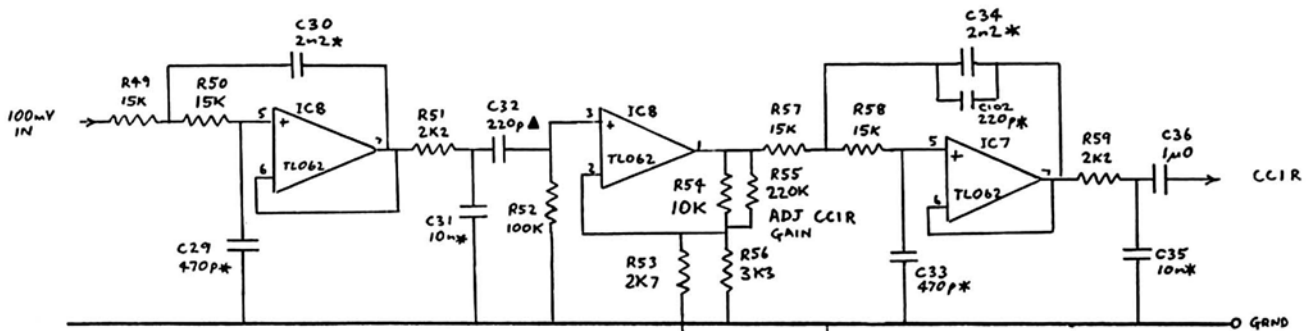 C30
2n2*
R49
15K
R50
15K
100mV
IN
5
+
6
IC8
7
TL062
C29
470p*
R51
2K2
C31
10n*
C32
220p▲
R52
100K
3
+
2
IC8
1
TL062
R53
2K7
R54
10K
R55
220K
ADJ CCIR
GAIN
R56
3K3
R57
15K
R58
15K
C34
2n2*
C102
220p*
C33
470p*
5
+
6
IC7
7
TL062
R59
2K2
C36
1µ0
C35
10n*
CCIR
GRND